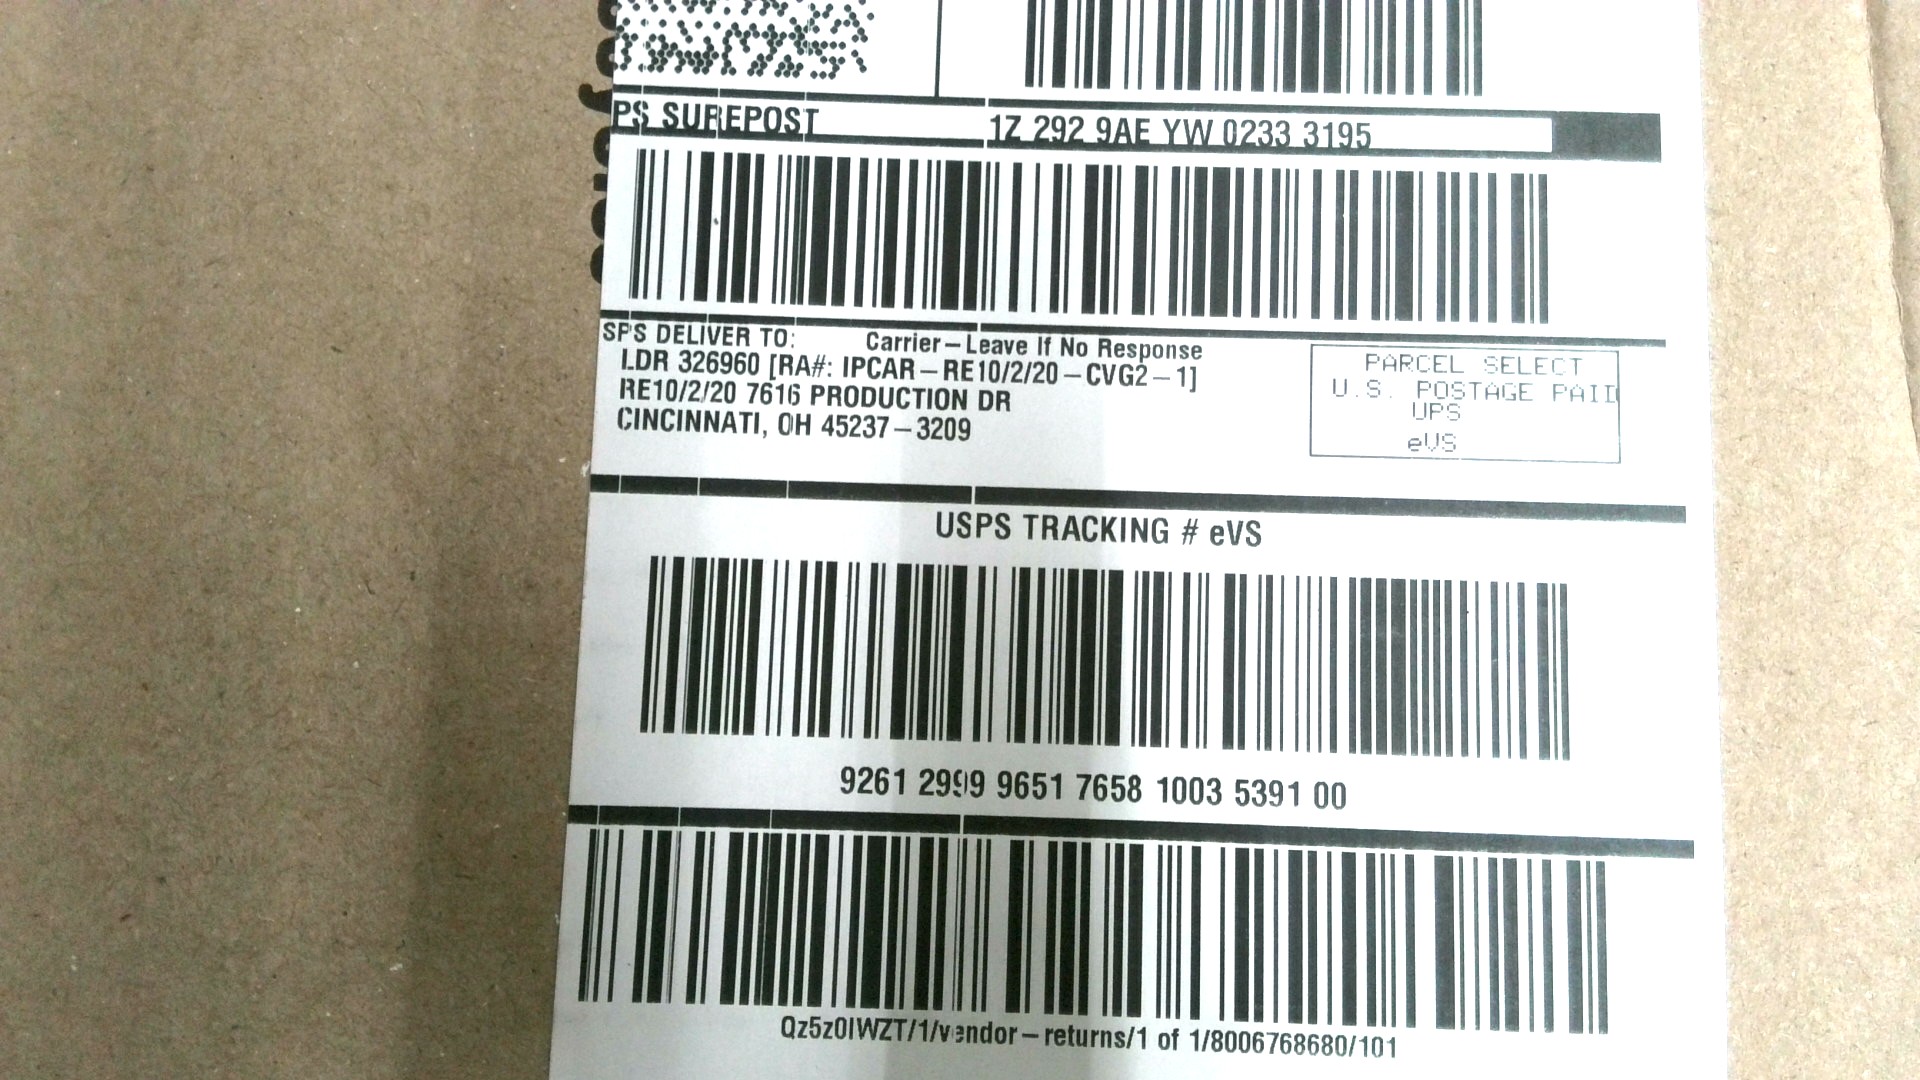 PS SUREPOST 1Z 292 9AE YW 0233 3195
SPS DELIVER TO: Carrier – Leave If No Response
LDR 326960 [RA#: IPCAR – RE10/2/20 – CVG2 – 1]
RE10/2/20 7616 PRODUCTION DR
CINCINNATI, OH 45237 – 3209
PARCEL SELECT
U.S. POSTAGE PAID
UPS
eVS
USPS TRACKING # eVS
9261 2999 9651 7658 1003 5391 00
Qz5z0IWZT/1/vendor – returns/1 of 1/8006768680/101